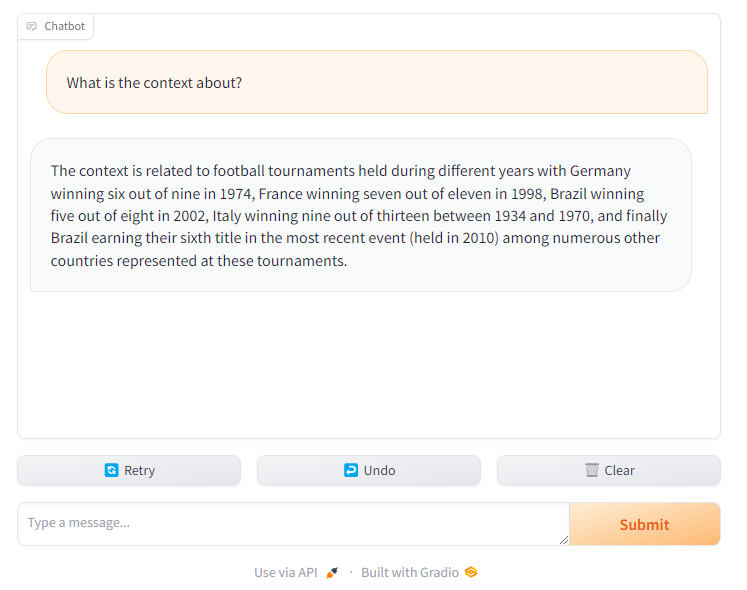 Chatbot
What is the context about?
The context is related to football tournaments held during different years with Germany
winning six out of nine in 1974, France winning seven out of eleven in 1998, Brazil winning
five out of eight in 2002, Italy winning nine out of thirteen between 1934 and 1970, and finally
Brazil earning their sixth title in the most recent event (held in 2010) among numerous other
countries represented at these tournaments.
Retry
Undo
Clear
Type a message...
Submit
Use via API · Built with Gradio